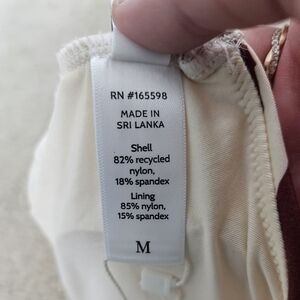 RN #165598
MADE IN
SRI LANKA
Shell
82% recycled
nylon,
18% spandex
Lining
85% nylon,
15% spandex
M